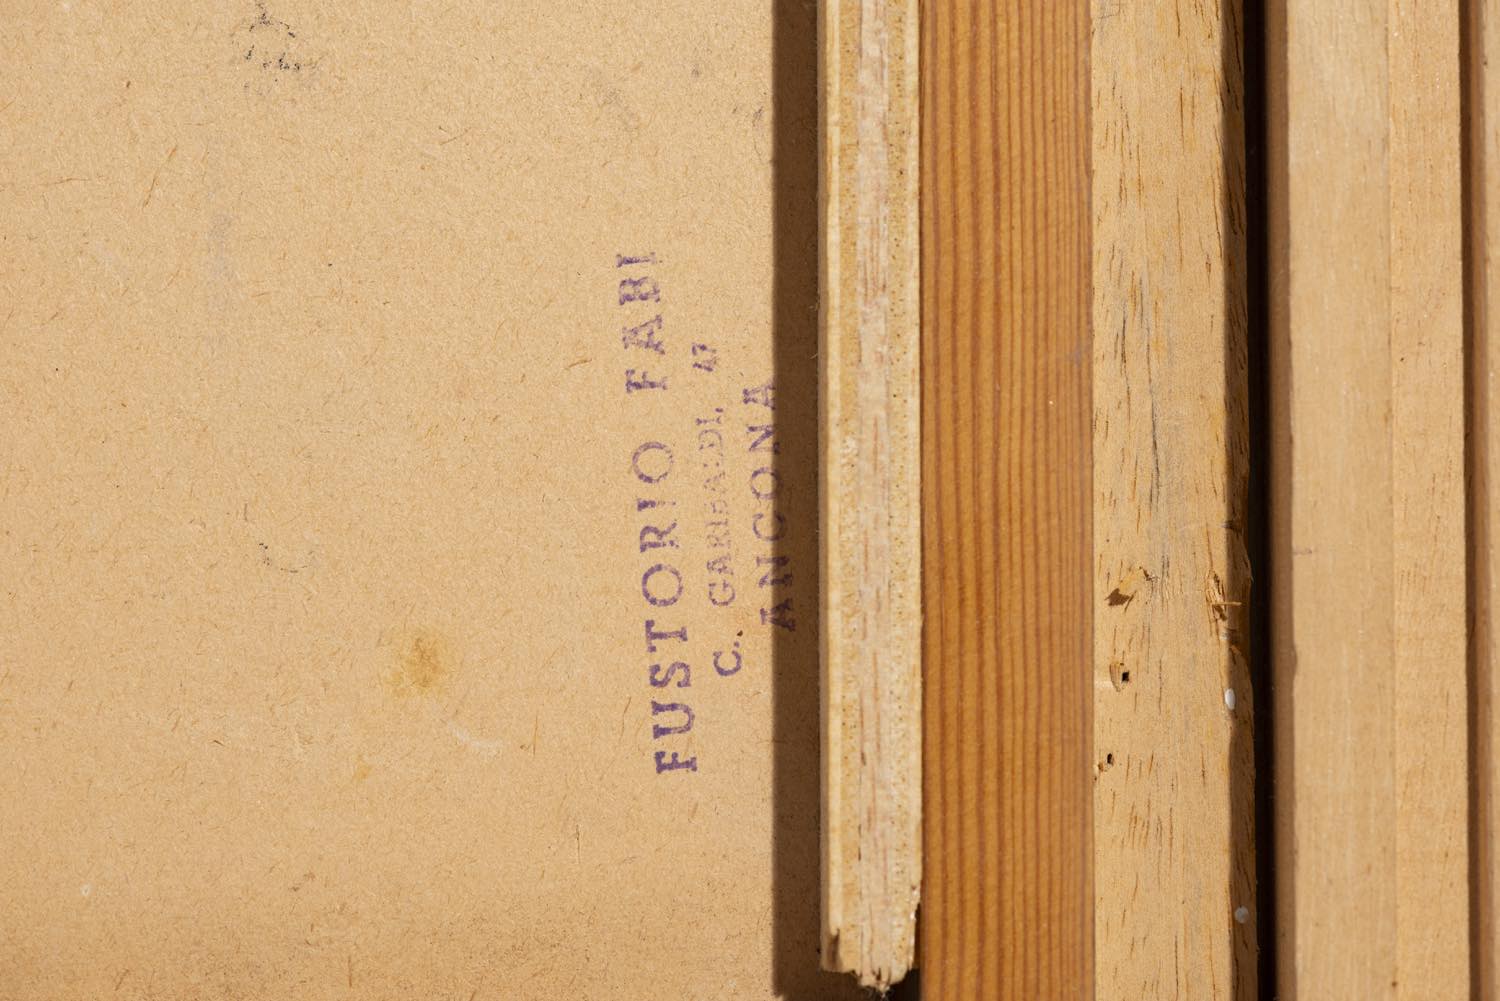 FUSTORIO FABI
C. GARIBALDI, 47
ANCONA